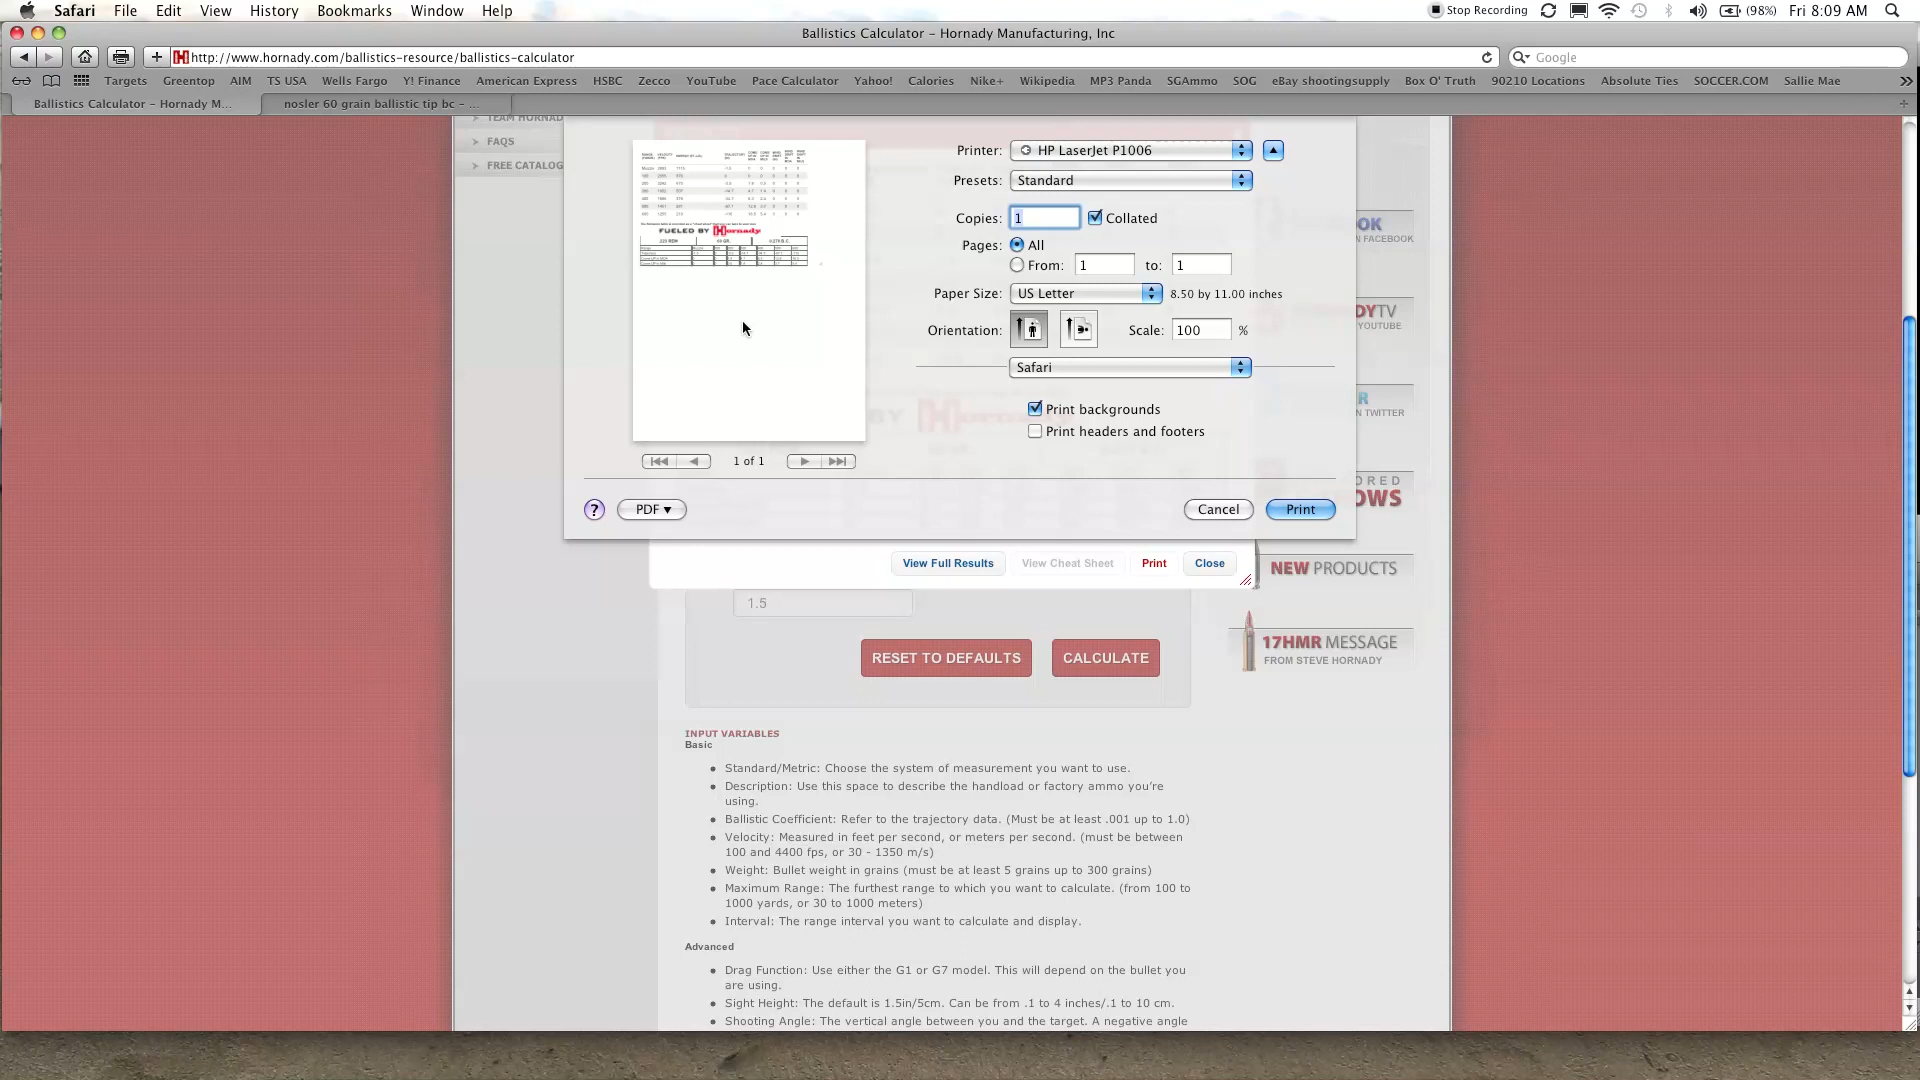 Safari File Edit View History Bookmarks Window Help Stop Recording (98%) Fri 8:09 AM
Ballistics Calculator – Hornady Manufacturing, Inc
http://www.hornady.com/ballistics-resource/ballistics-calculator Google
Targets Greentop AIM TS USA Wells Fargo Y! Finance American Express HSBC Zecco YouTube Pace Calculator Yahoo! Calories Nike+ Wikipedia MP3 Panda SGAmmo SOG eBay shootingsupply Box O' Truth 90210 Locations Absolute Ties SOCCER.COM Sallie Mae
Ballistics Calculator – Hornady M... nosler 60 grain ballistic tip bc – ...
TEAM HORNAD
FAQS
FREE CATALOG
Printer: HP LaserJet P1006
Presets: Standard
Copies: 1 Collated
Pages: All
From: 1 to: 1
Paper Size: US Letter 8.50 by 11.00 inches
Orientation: Scale: 100 %
Safari
Print backgrounds
Print headers and footers
FUELED BY Hornady
1 of 1
? PDF Cancel Print
OK
N FACEBOOK
DYTV
YOUTUBE
R
N TWITTER
ORED
OWS
View Full Results View Cheat Sheet Print Close
NEW PRODUCTS
1.5
17HMR MESSAGE
FROM STEVE HORNADY
RESET TO DEFAULTS CALCULATE
INPUT VARIABLES
Basic
Standard/Metric: Choose the system of measurement you want to use.
Description: Use this space to describe the handload or factory ammo you're
using.
Ballistic Coefficient: Refer to the trajectory data. (Must be at least .001 up to 1.0)
Velocity: Measured in feet per second, or meters per second. (must be between
100 and 4400 fps, or 30 - 1350 m/s)
Weight: Bullet weight in grains (must be at least 5 grains up to 300 grains)
Maximum Range: The furthest range to which you want to calculate. (from 100 to
1000 yards, or 30 to 1000 meters)
Interval: The range interval you want to calculate and display.
Advanced
Drag Function: Use either the G1 or G7 model. This will depend on the bullet you
are using.
Sight Height: The default is 1.5in/5cm. Can be from .1 to 4 inches/.1 to 10 cm.
Shooting Angle: The vertical angle between you and the target. A negative angle